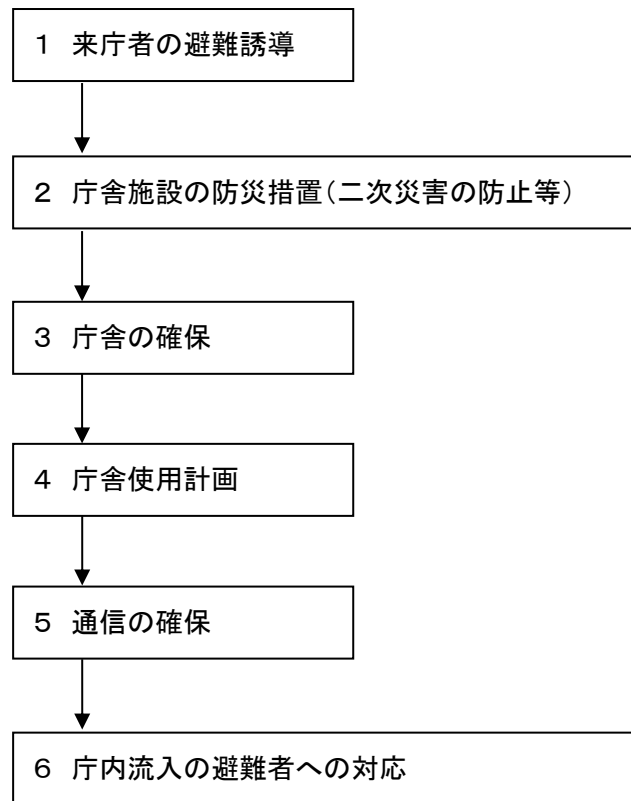 １ 来庁者の避難誘導
２ 庁舎施設の防災措置(二次災害の防止等)
３ 庁舎の確保
４ 庁舎使用計画
５ 通信の確保
６ 庁内流入の避難者への対応